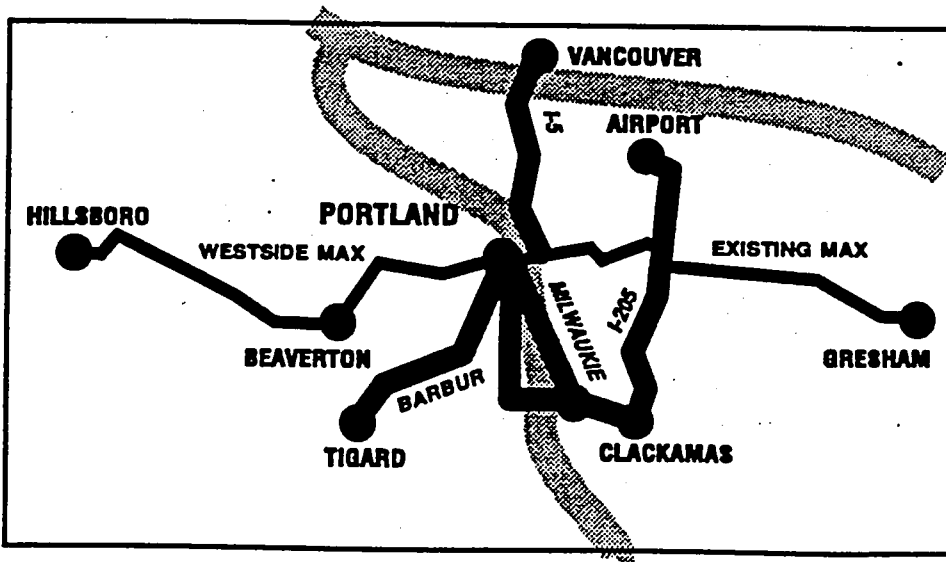 VANCOUVER
I-5
AIRPORT
HILLSBORO
PORTLAND
WESTSIDE MAX
EXISTING MAX
MILWAUKIE
I-205
BEAVERTON
GRESHAM
BARBUR
TIGARD
CLACKAMAS